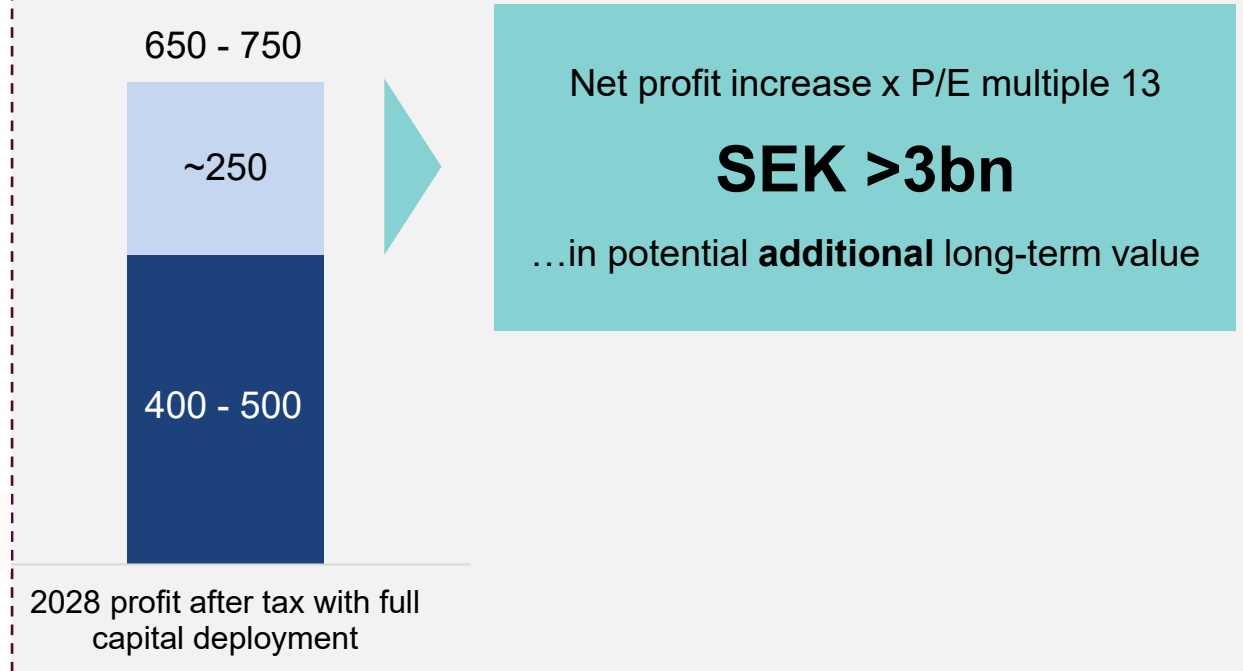 650 - 750
~250
400 - 500
2028 profit after tax with full
capital deployment
Net profit increase x P/E multiple 13
SEK >3bn
…in potential additional long-term value